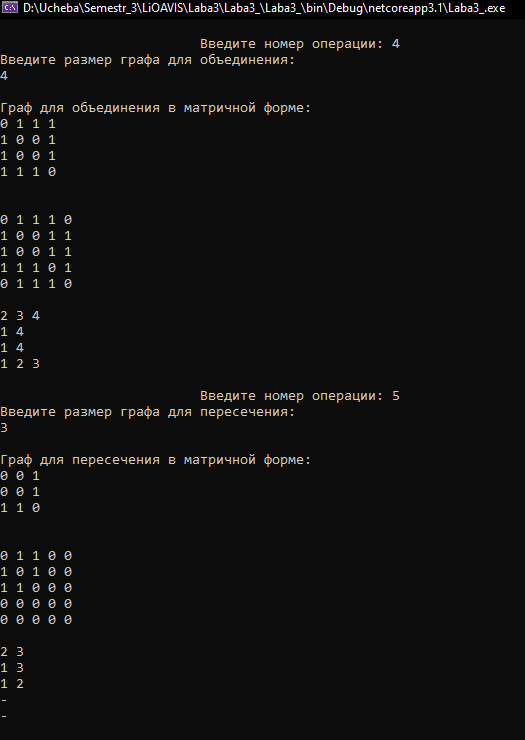 D:\Ucheba\Semestr_3\LiOAVIS\Laba3\Laba3_\Laba3_\bin\Debug\netcoreapp3.1\Laba3_.exe
Введите номер операции: 4
Введите размер графа для объединения:
4
Граф для объединения в матричной форме:
0 1 1 1
1 0 0 1
1 0 0 1
1 1 1 0
0 1 1 1 0
1 0 0 1 1
1 0 0 1 1
1 1 1 0 1
0 1 1 1 0
2 3 4
1 4
1 4
1 2 3
Введите номер операции: 5
Введите размер графа для пересечения:
3
Граф для пересечения в матричной форме:
0 0 1
0 0 1
1 1 0
0 1 1 0 0
1 0 1 0 0
1 1 0 0 0
0 0 0 0 0
0 0 0 0 0
2 3
1 3
1 2
-
-